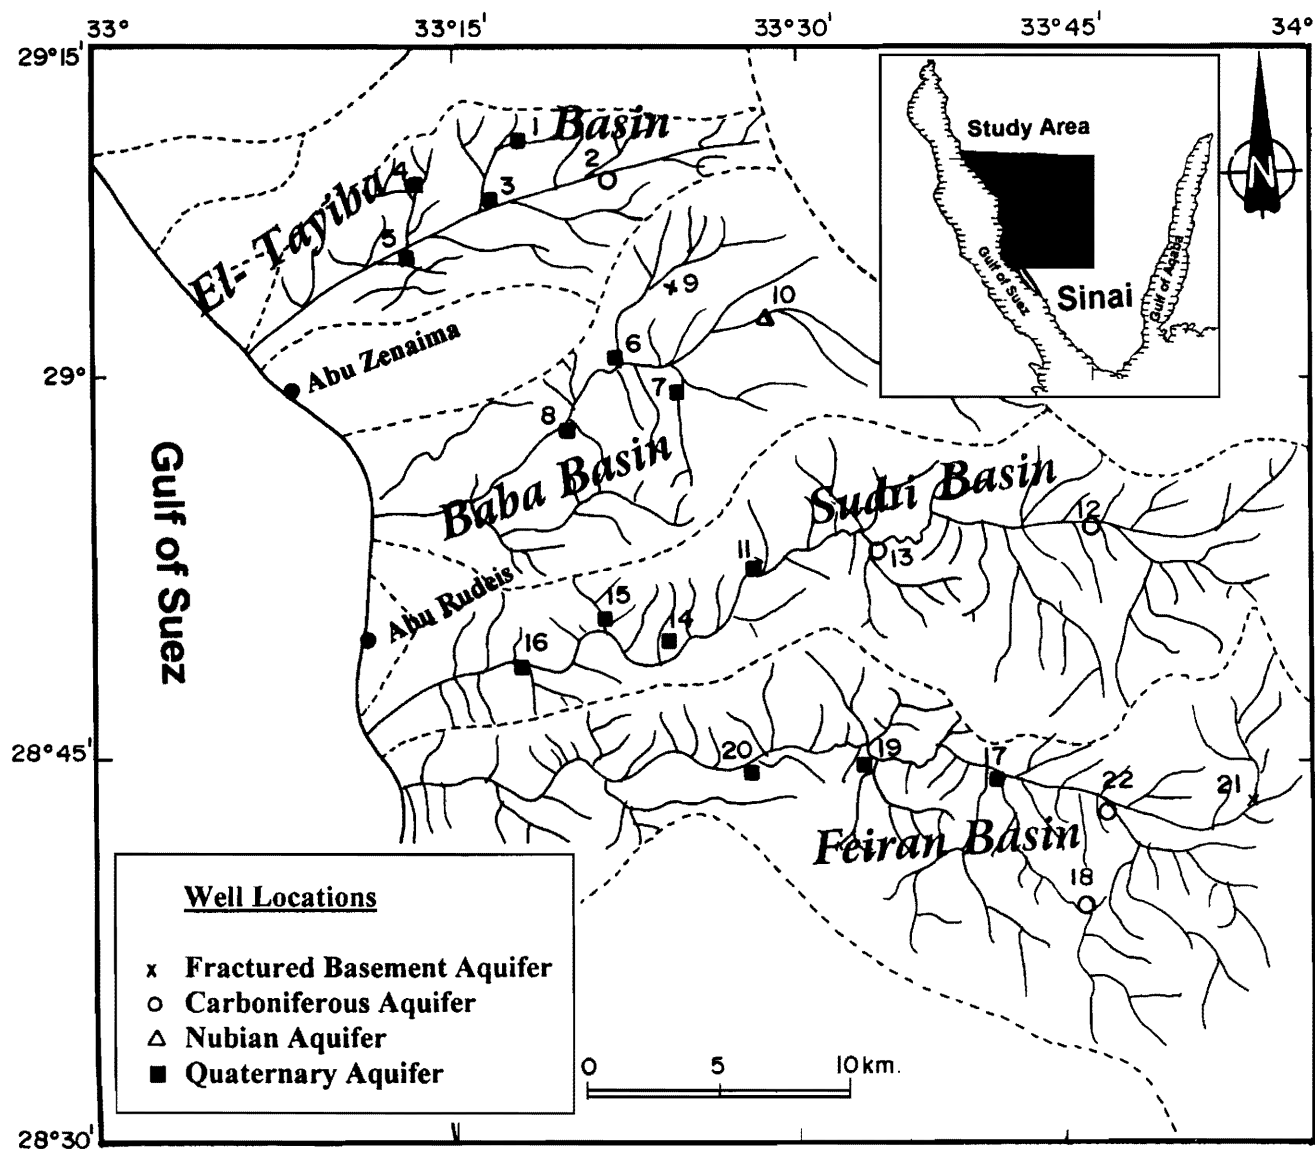 33° 33°15' 33°30' 33°45' 34°
29°15'
29°
28°45'
28°30'
Study Area
N
Gulf of Suez
Sinai
Gulf of Aqaba
1
Basin
2
4
3
El-Tayiba
5
9
10
Abu Zenaima
6
7
8
Gulf of Suez
Baba Basin
Sudri Basin
12
11
13
Abu Rudeis
15
14
16
20
19
17
22
21
Feiran Basin
18
Well Locations
x Fractured Basement Aquifer
○ Carboniferous Aquifer
△ Nubian Aquifer
■ Quaternary Aquifer
0 5 10 km.